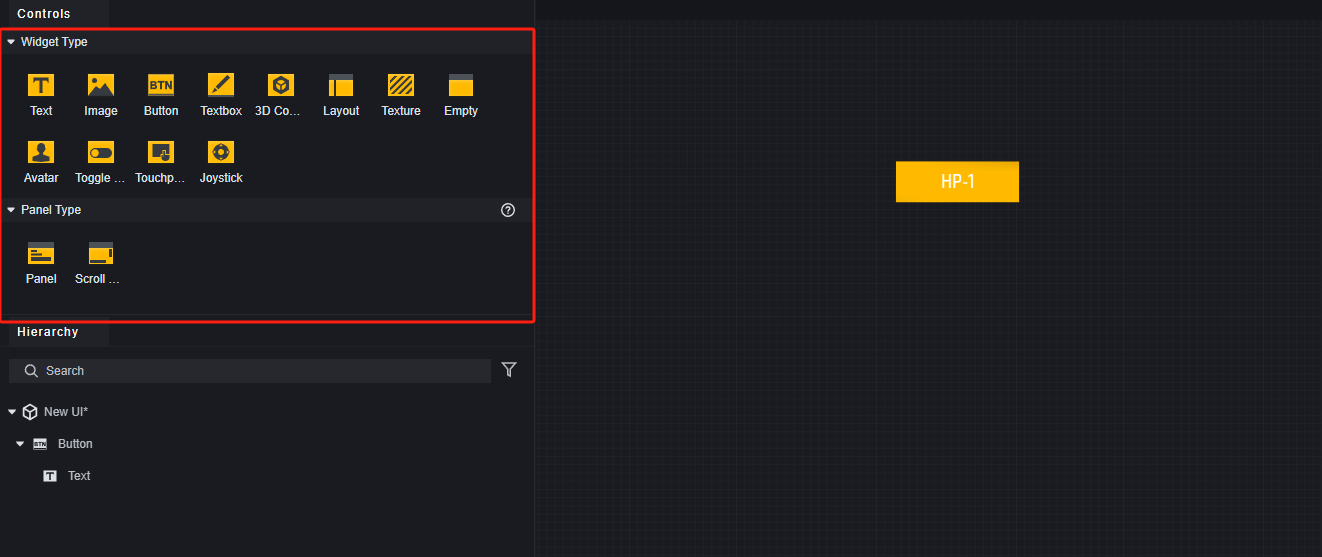 Controls
Widget Type
T
BTN
Text Image Button Textbox 3D Co... Layout Texture Empty
Avatar Toggle ... Touchp... Joystick
Panel Type ?
Panel Scroll ...
Hierarchy
Search
New UI*
BTN Button
T Text
HP-1